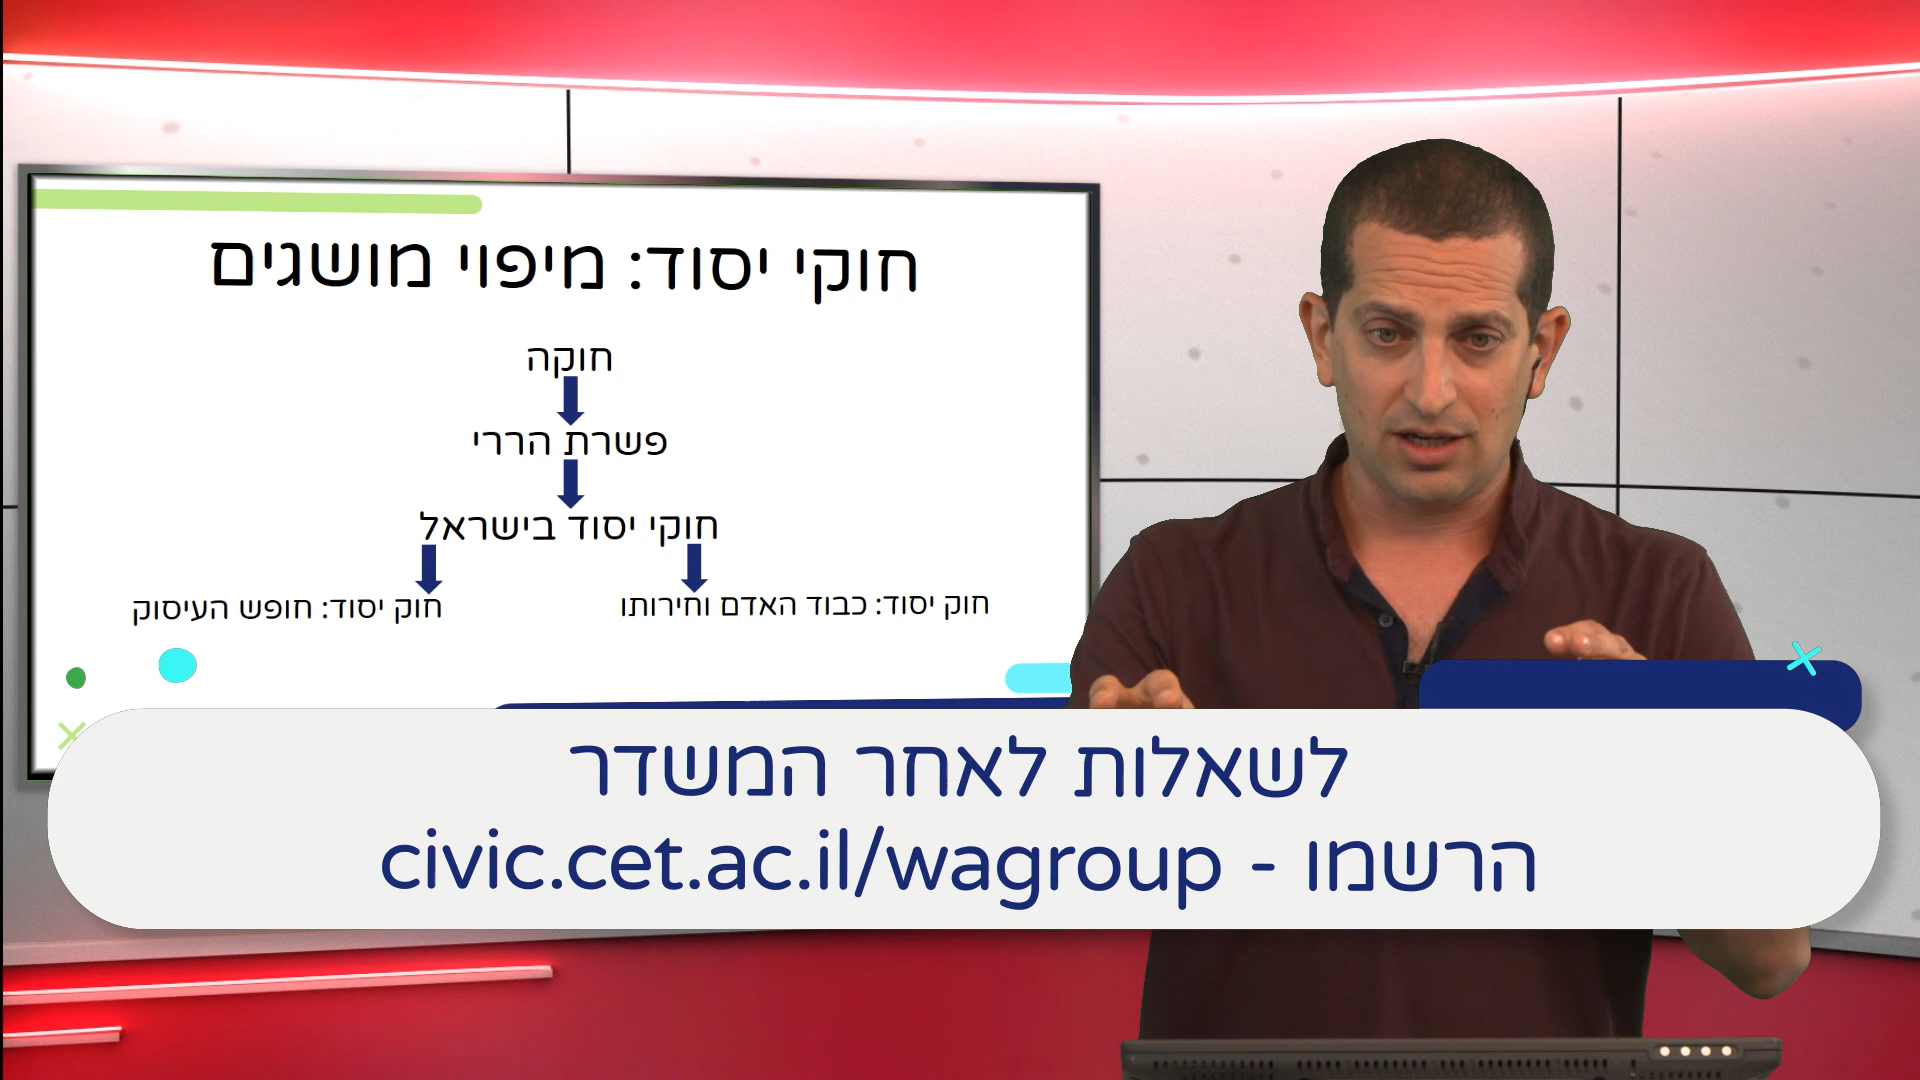 חוקי יסוד: מיפוי מושגים
חוקה
פשרת הררי
חוקי יסוד בישראל
חוק יסוד: כבוד האדם וחירותו
חוק יסוד: חופש העיסוק
לשאלות לאחר המשדר
הרשמו - civic.cet.ac.il/wagroup